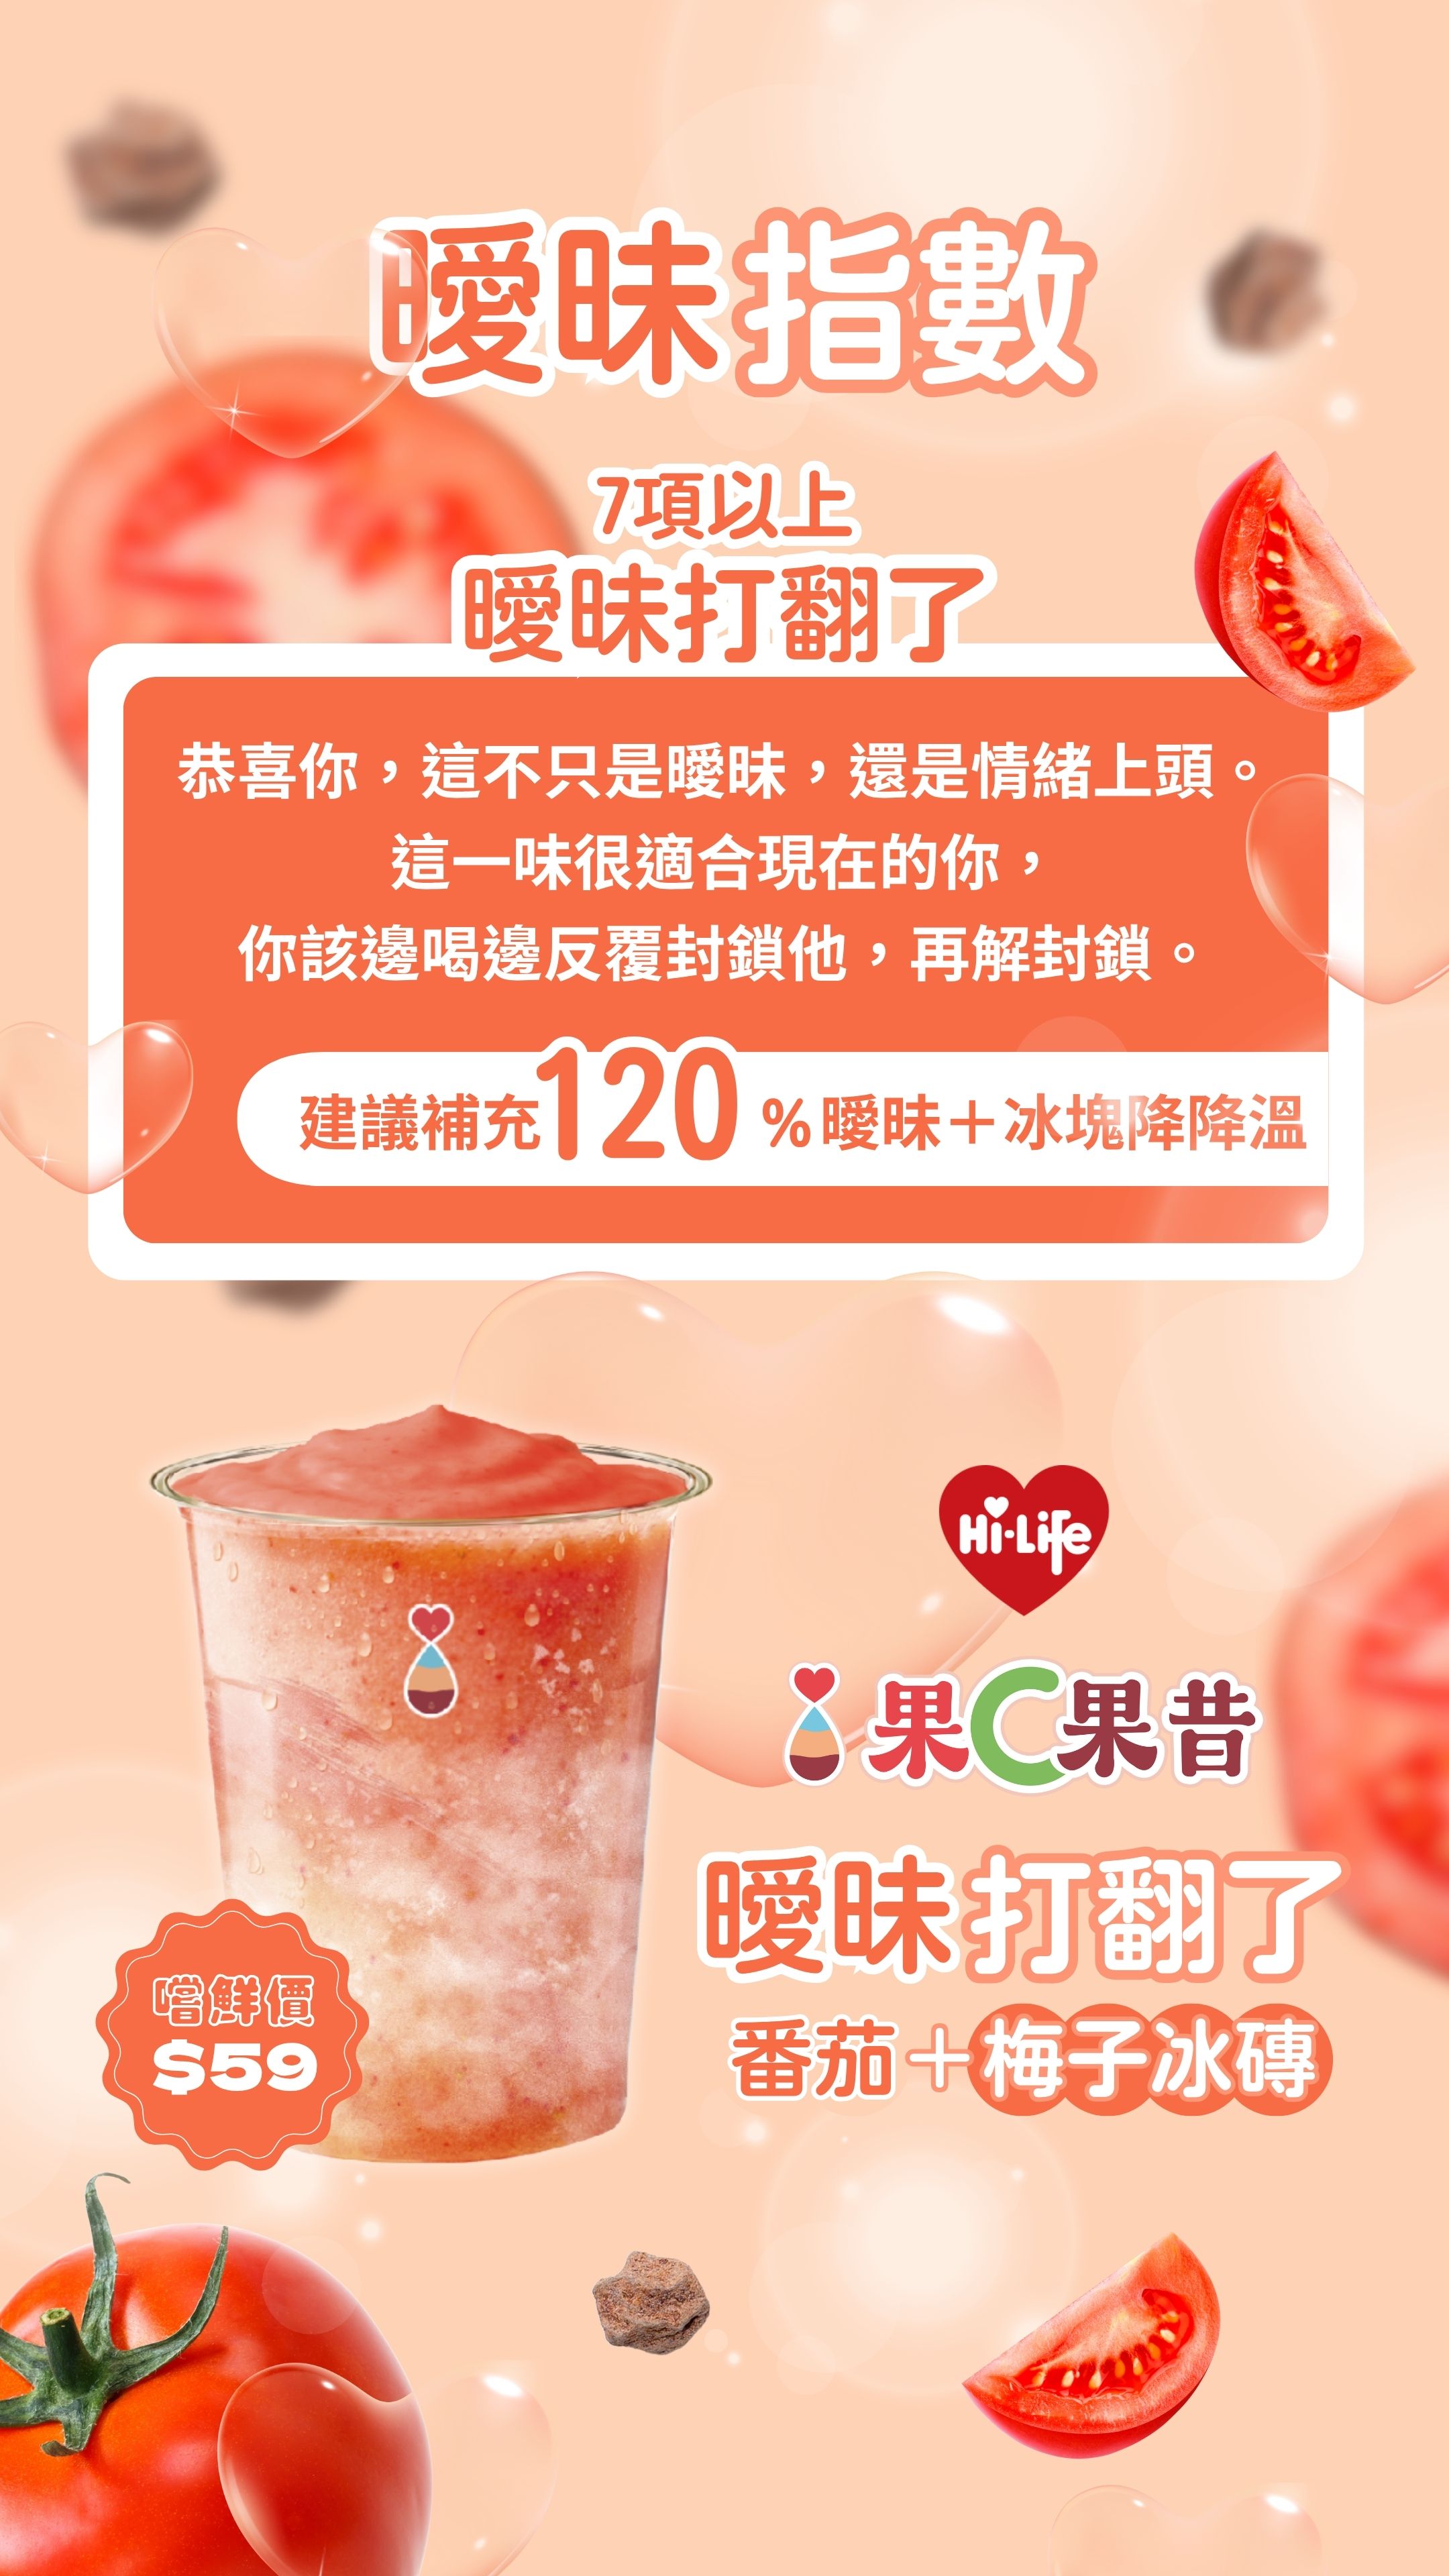 曖昧指數
7項以上
曖昧打翻了
恭喜你，這不只是曖昧，還是情緒上頭。
這一味很適合現在的你，
你該邊喝邊反覆封鎖他，再解封鎖。
建議補充120％曖昧＋冰塊降降溫
Hi-Life
果C果昔
曖昧打翻了
番茄＋梅子冰磚
嚐鮮價
$59